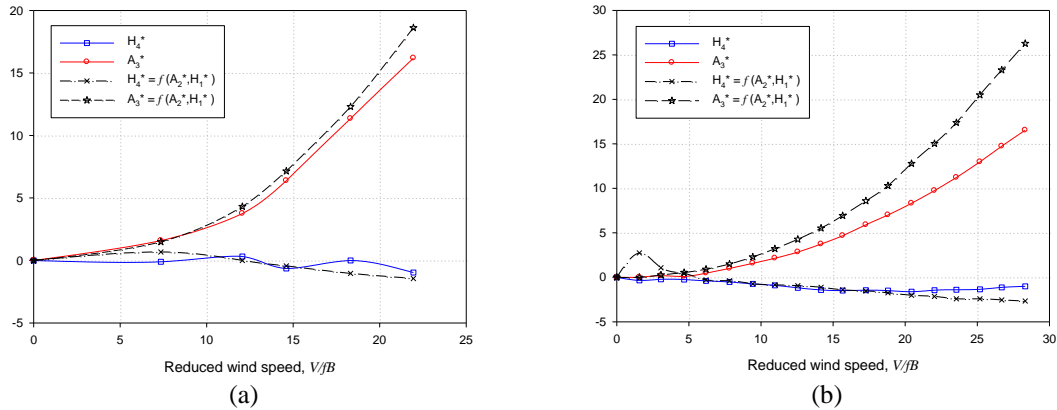 20
15
10
5
0
-5
0 5 10 15 20 25
H4*
A3*
H4* = f (A2*,H1* )
A3* = f (A2*,H1* )
Reduced wind speed, V/fB
(a)
30
25
20
15
10
5
0
-5
0 5 10 15 20 25 30
H4*
A3*
H4* = f (A2*,H1* )
A3* = f (A2*,H1* )
Reduced wind speed, V/fB
(b)